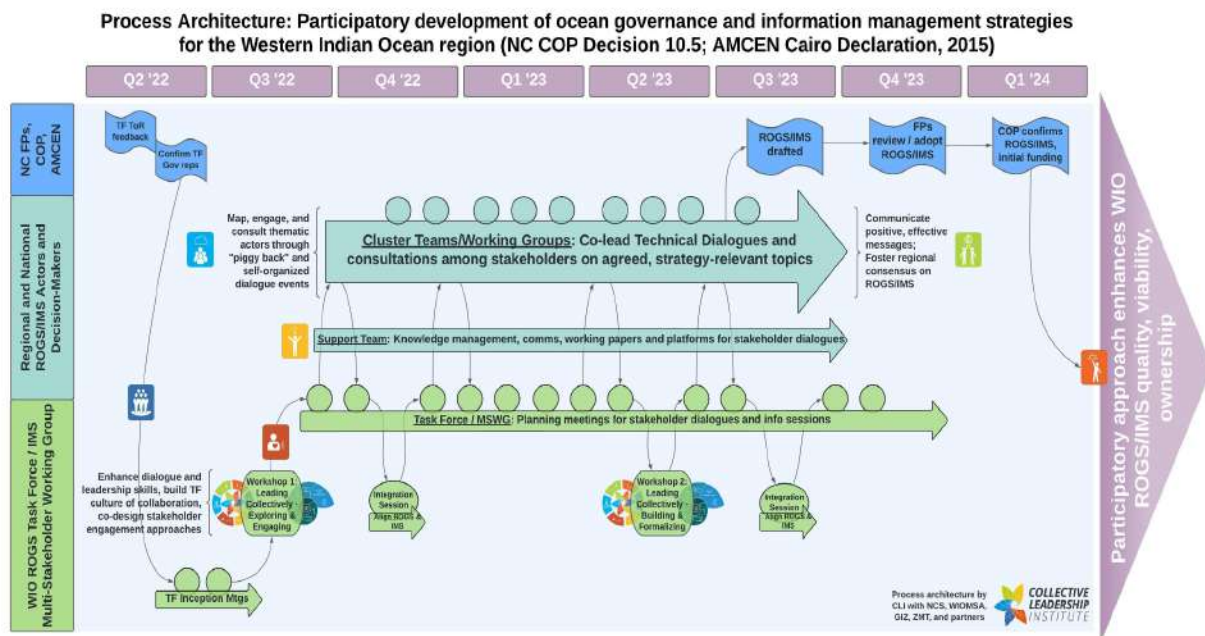 Process Architecture: Participatory development of ocean governance and information management strategies
for the Western Indian Ocean region (NC COP Decision 10.5; AMCEN Cairo Declaration, 2015)
Q2 '22
Q3 '22
Q4 '22
Q1 '23
Q2 '23
Q3 '23
Q4 '23
Q1 '24
NC FPs,
COP,
AMCEN
TF ToR
feedback
Confirm TF
Gov reps
ROGS/IMS
drafted
FPs
review / adopt
ROGS/IMS
COP confirms
ROGS/IMS,
initial funding
Regional and National
ROGS/IMS Actors and
Decision-Makers
Map, engage, and
consult thematic
actors through
"piggy back" and
self-organized
dialogue events
Cluster Teams/Working Groups: Co-lead Technical Dialogues and
consultations among stakeholders on agreed, strategy-relevant topics
Communicate
positive, effective
messages;
Foster regional
consensus on
ROGS/IMS
Support Team: Knowledge management, comms, working papers and platforms for stakeholder dialogues
WIO ROGS Task Force / IMS
Multi-Stakeholder Working Group
Task Force / MSWG: Planning meetings for stakeholder dialogues and info sessions
Enhance dialogue and
leadership skills, build TF
culture of collaboration,
co-design stakeholder
engagement approaches
Workshop 1:
Leading
Collectively -
Exploring &
Engaging
Integration
Session
Align ROGS &
IMS
Workshop 2:
Leading
Collectively -
Building &
Formalizing
Integration
Session
Align ROGS &
IMS
TF Inception Mtgs
Participatory approach enhances WIO
ROGS/IMS quality, viability,
ownership
Process architecture by
CLI with NCS, WIOMSA,
GIZ, ZMT, and partners
COLLECTIVE
LEADERSHIP
INSTITUTE